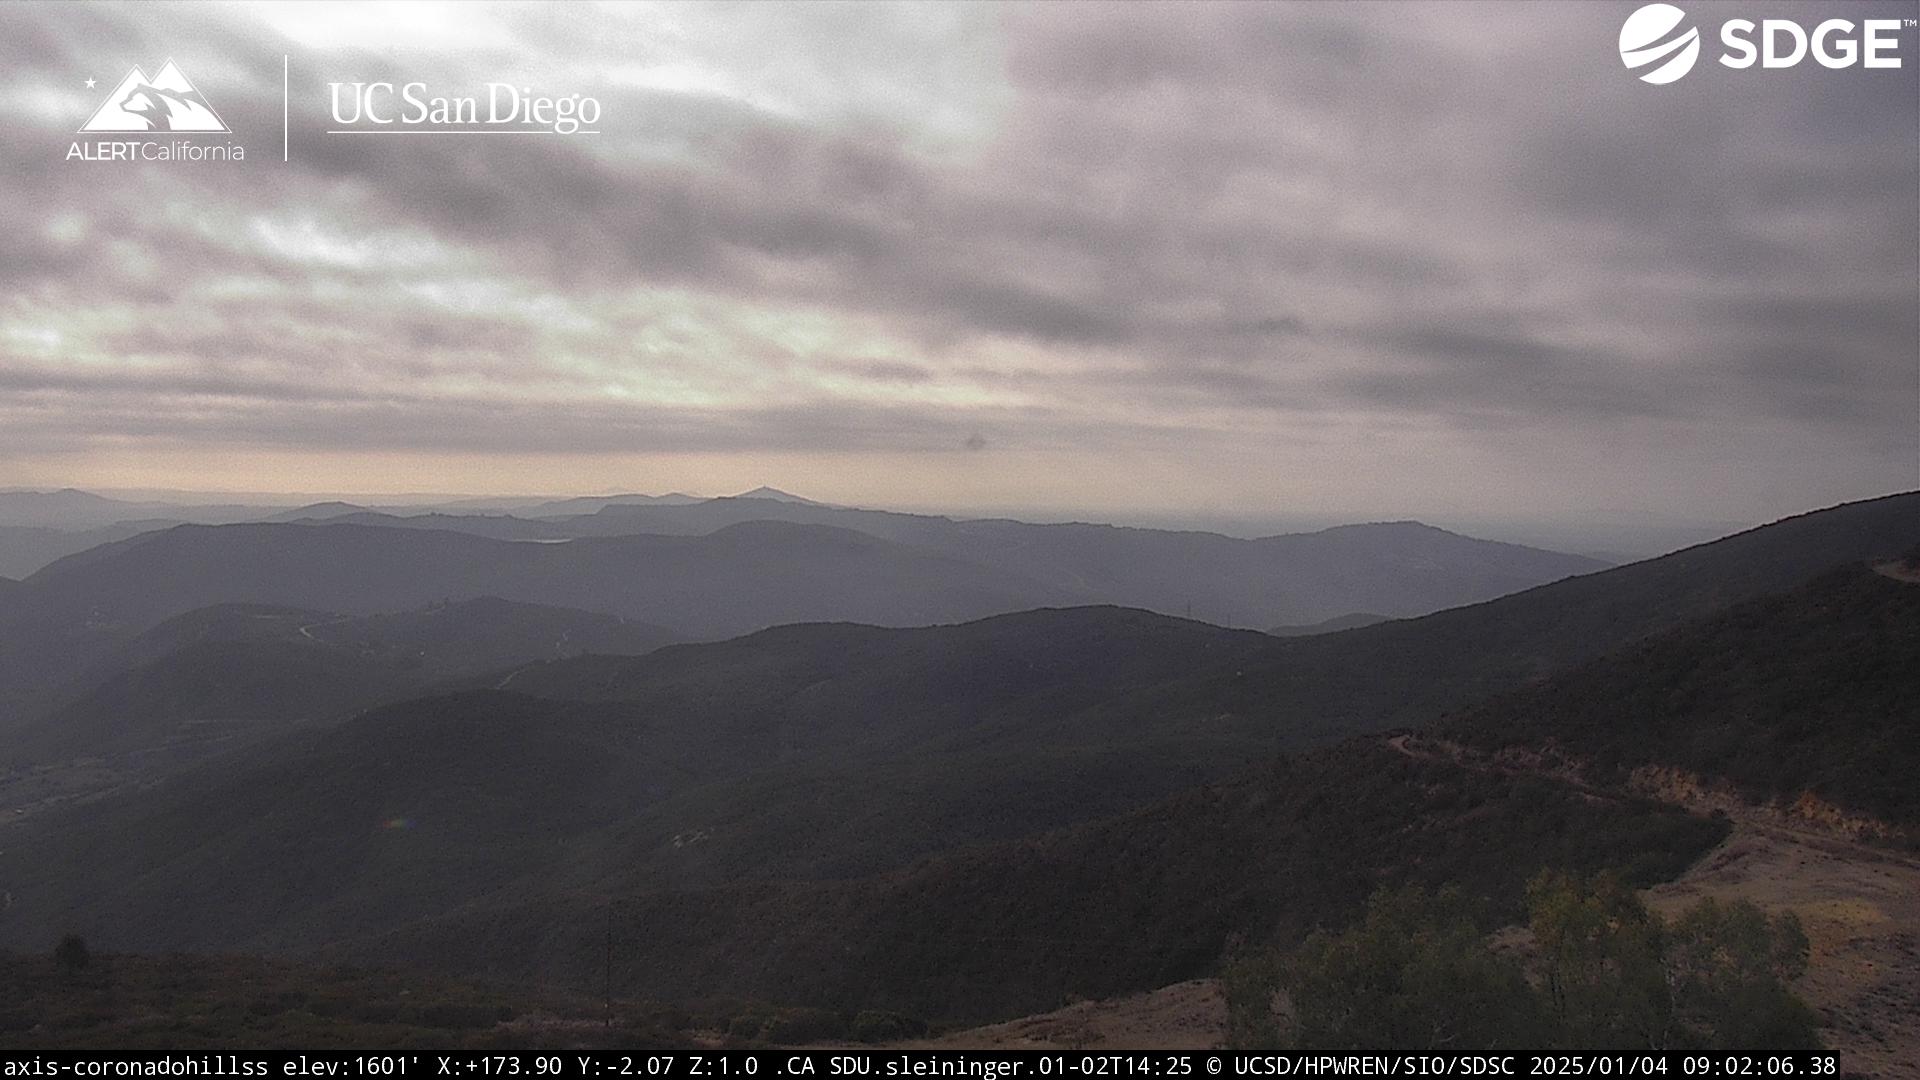 SDGE™
UC San Diego
ALERTCalifornia
axis-coronadohillss elev:1601' X:+173.90 Y:-2.07 Z:1.0 .CA SDU.sleininger.01-02T14:25 © UCSD/HPWREN/SIO/SDSC 2025/01/04 09:02:06.38